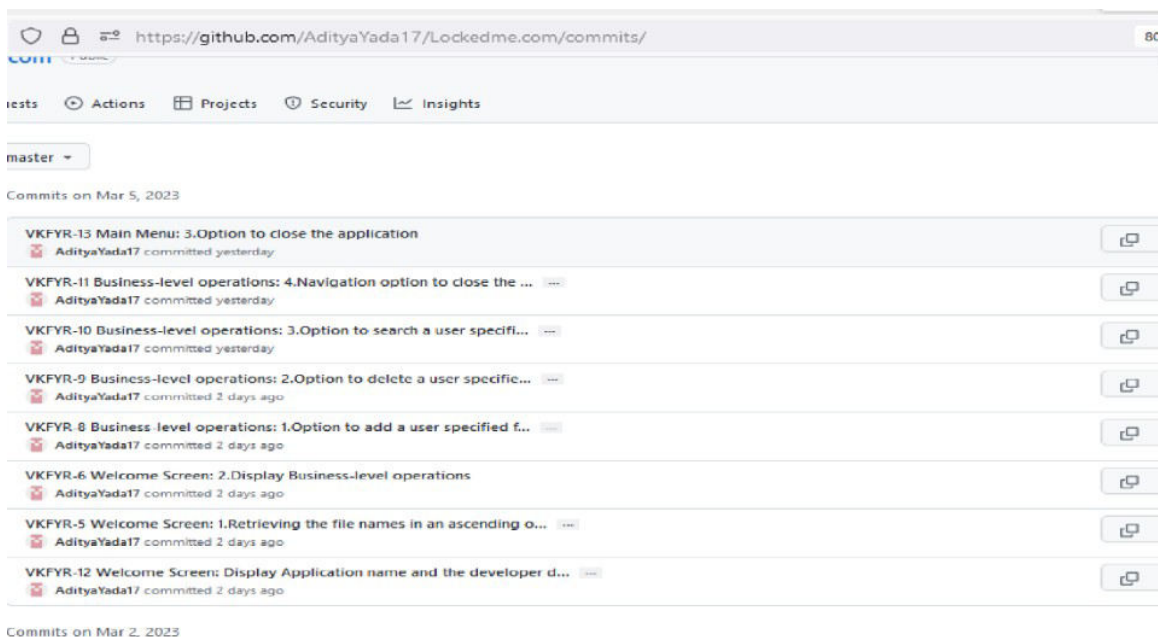 https://github.com/AdityaYada17/Lockedme.com/commits/
80
com Public
ests Actions Projects Security Insights
master
Commits on Mar 5, 2023
VKFYR-13 Main Menu: 3.Option to close the application
AdityaYada17 committed yesterday
VKFYR-11 Business-level operations: 4.Navigation option to close the ... ...
AdityaYada17 committed yesterday
VKFYR-10 Business-level operations: 3.Option to search a user specifi... ...
AdityaYada17 committed yesterday
VKFYR-9 Business-level operations: 2.Option to delete a user specifie... ...
AdityaYada17 committed 2 days ago
VKFYR-8 Business-level operations: 1.Option to add a user specified f... ...
AdityaYada17 committed 2 days ago
VKFYR-6 Welcome Screen: 2.Display Business-level operations
AdityaYada17 committed 2 days ago
VKFYR-5 Welcome Screen: 1.Retrieving the file names in an ascending o... ...
AdityaYada17 committed 2 days ago
VKFYR-12 Welcome Screen: Display Application name and the developer d... ...
AdityaYada17 committed 2 days ago
Commits on Mar 2, 2023